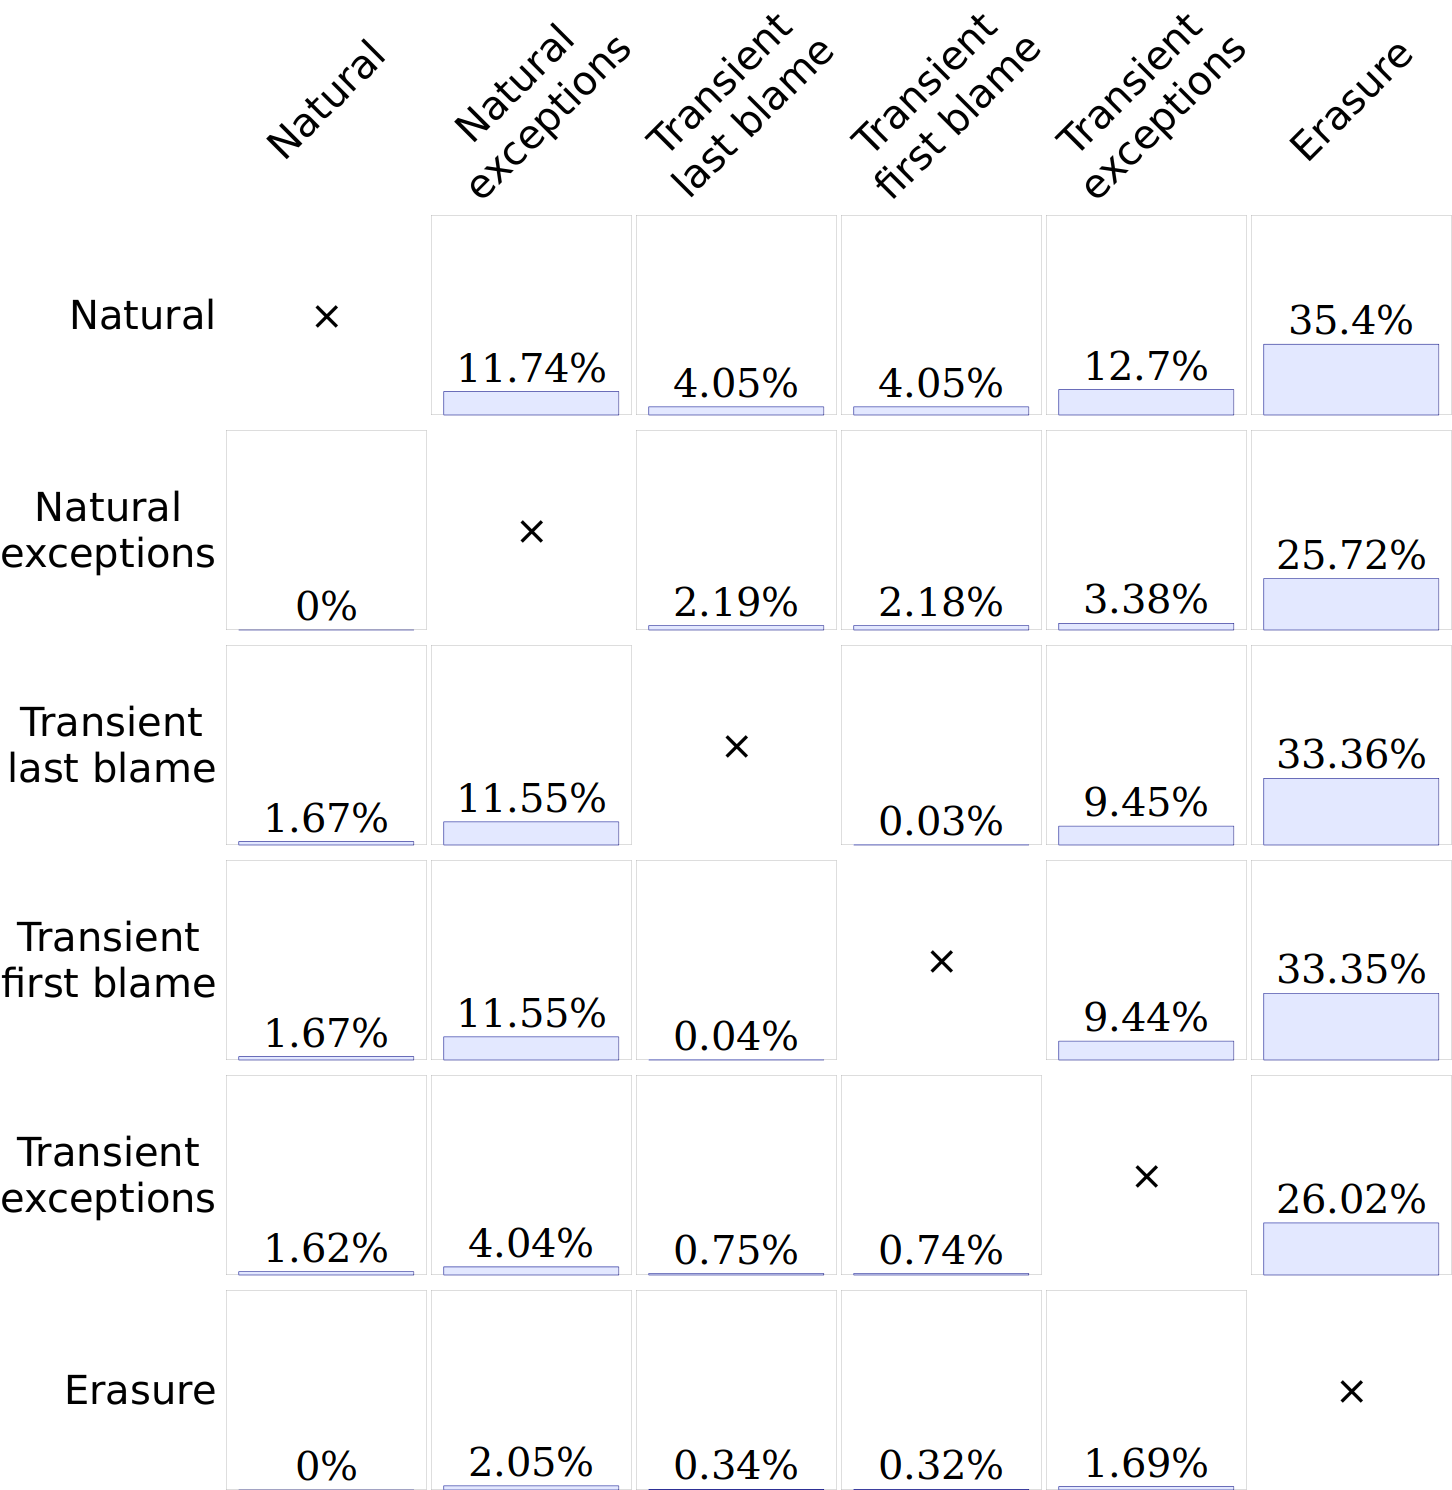 Natural
Natural
exceptions
Transient
last blame
Transient
first blame
Transient
exceptions
Erasure
Natural × 11.74% 4.05% 4.05% 12.7% 35.4%
Natural
exceptions
0% × 2.19% 2.18% 3.38% 25.72%
Transient
last blame
1.67% 11.55% × 0.03% 9.45% 33.36%
Transient
first blame
1.67% 11.55% 0.04% × 9.44% 33.35%
Transient
exceptions
1.62% 4.04% 0.75% 0.74% × 26.02%
Erasure 0% 2.05% 0.34% 0.32% 1.69% ×